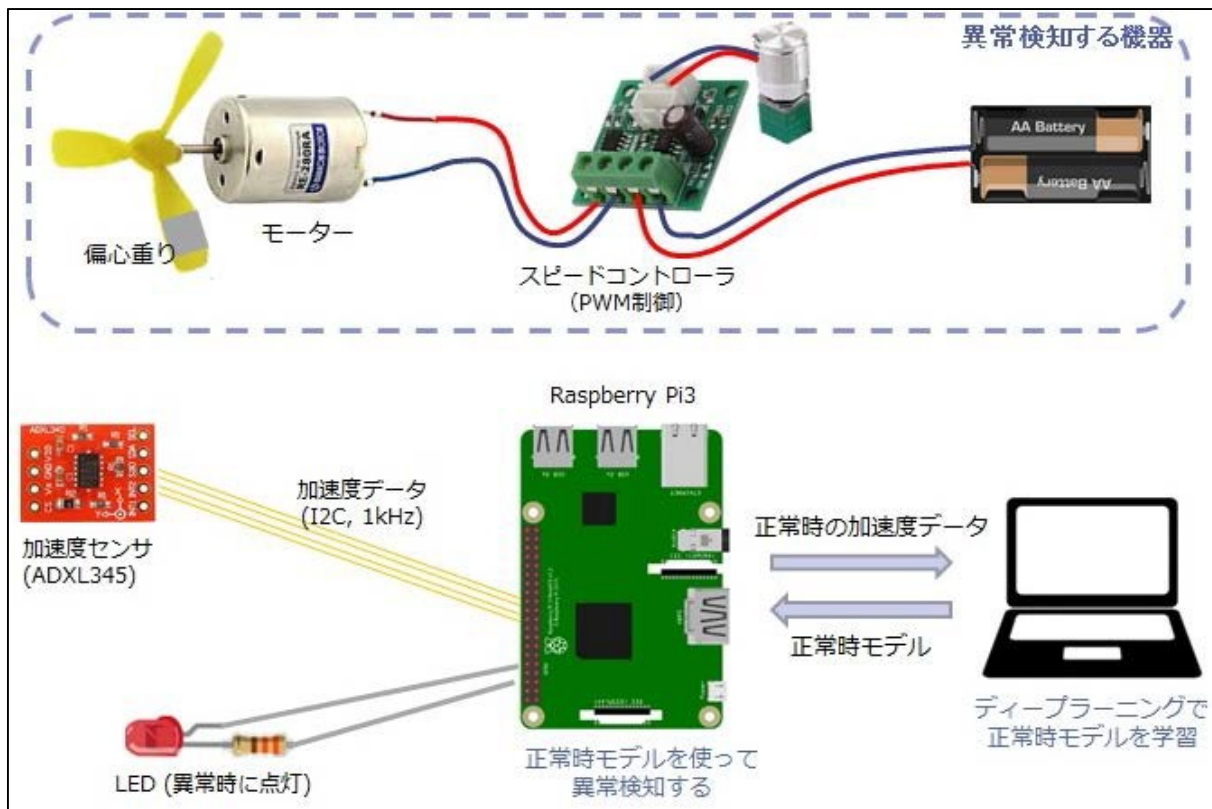 異常検知する機器
RE-280RA
AA Battery
AA Battery
モーター
偏心重り
スピードコントローラ
(PWM制御)
Raspberry Pi3
ADXL345
加速度データ
(I2C, 1kHz)
正常時の加速度データ
加速度センサ
(ADXL345)
正常時モデル
ディープラーニングで
正常時モデルを学習
正常時モデルを使って
異常検知する
LED (異常時に点灯)